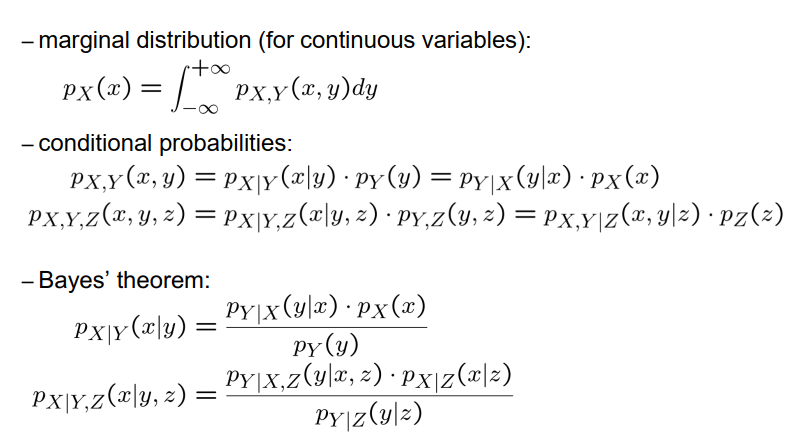 – marginal distribution (for continuous variables):
$p_X(x) = \int_{-\infty}^{+\infty} p_{X,Y}(x, y)dy$
– conditional probabilities:
$p_{X,Y}(x, y) = p_{X|Y}(x|y) \cdot p_Y(y) = p_{Y|X}(y|x) \cdot p_X(x)$
$p_{X,Y,Z}(x, y, z) = p_{X|Y,Z}(x|y, z) \cdot p_{Y,Z}(y, z) = p_{X,Y|Z}(x, y|z) \cdot p_Z(z)$
– Bayes’ theorem:
$p_{X|Y}(x|y) = \frac{p_{Y|X}(y|x) \cdot p_X(x)}{p_Y(y)}$
$p_{X|Y,Z}(x|y, z) = \frac{p_{Y|X,Z}(y|x, z) \cdot p_{X|Z}(x|z)}{p_{Y|Z}(y|z)}$